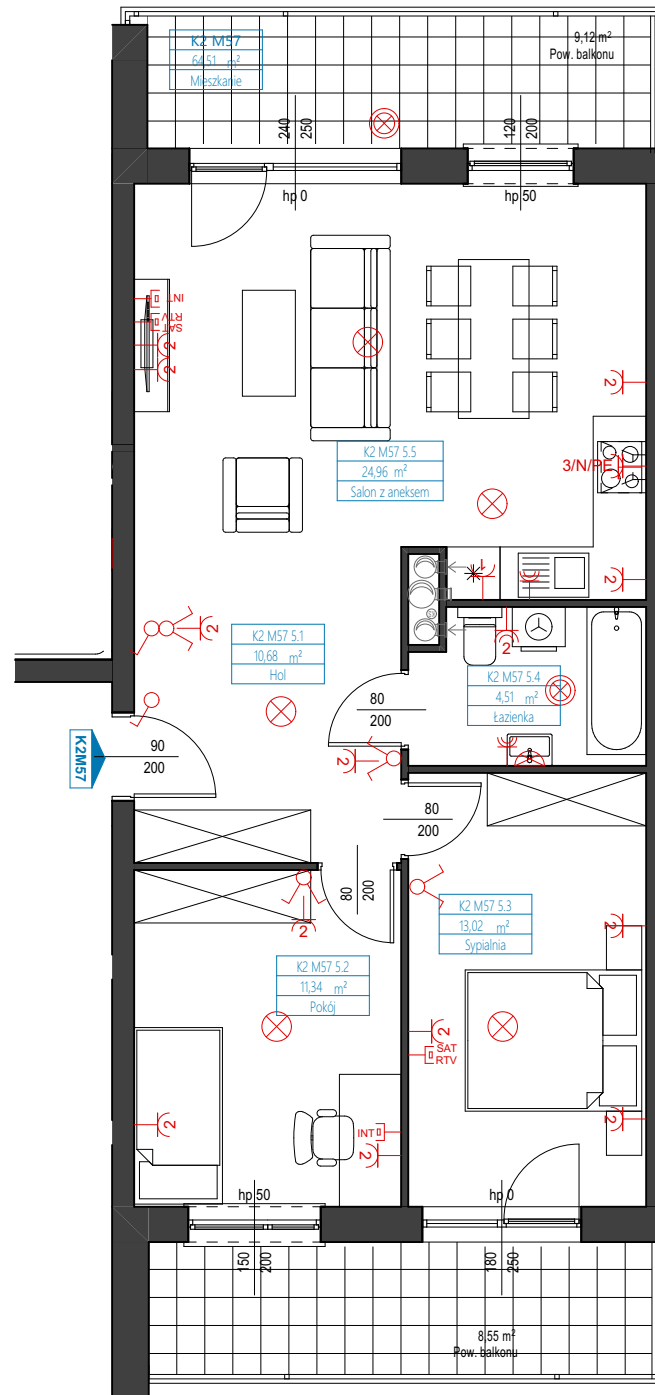 K2 M57
64,51 m²
Mieszkanie
9,12 m²
Pow. balkonu
240
250
120
200
hp 0
hp 50
INT
RTV
SAT
2
2
2
K2 M57 5.5
24,96 m²
Salon z aneksem
3/N/PE
1
2
2
K2 M57 5.1
10,68 m²
Hol
2
K2 M57 5.4
4,51 m²
Łazienka
80
200
K2M57
90
200
2
80
200
80
200
2
K2 M57 5.3
13,02 m²
Sypialnia
2
K2 M57 5.2
11,34 m²
Pokój
2
SAT
RTV
2
INT
2
2
hp 50
hp 0
150
200
180
250
8,55 m²
Pow. balkonu